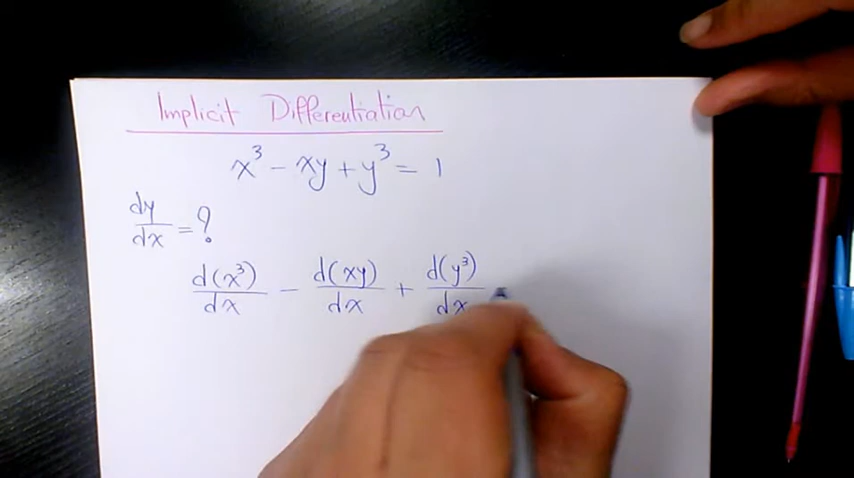 Implicit Differentiation
x³ - xy + y³ = 1
dy/dx = ?
d(x³)/dx - d(xy)/dx + d(y³)/dx